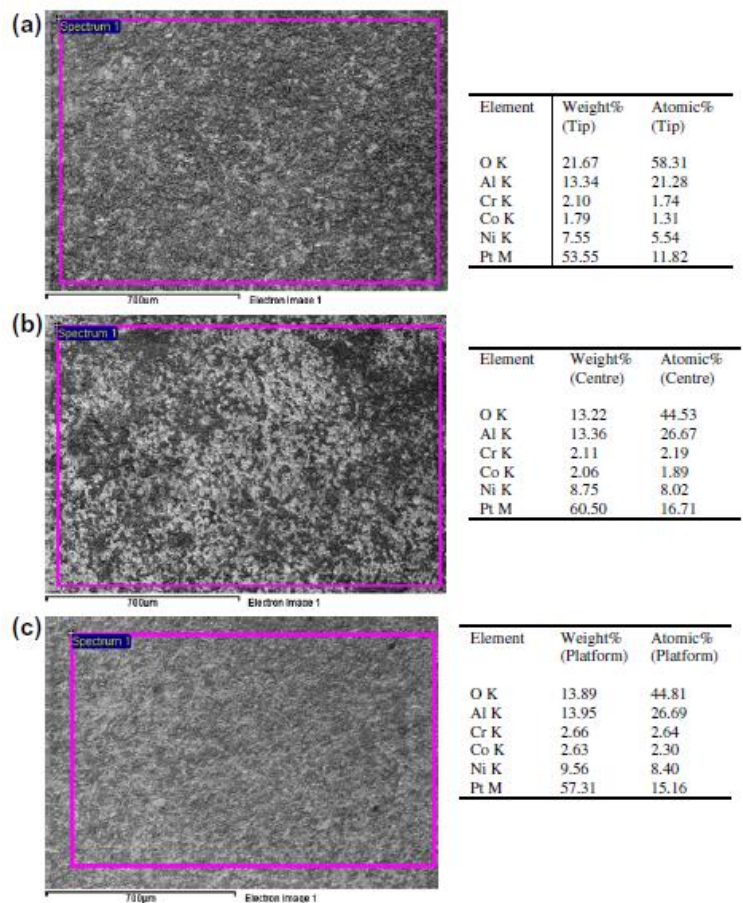 (a)
Spectrum 1
700µm Electron Image 1
Element Weight% Atomic%
(Tip) (Tip)
O K 21.67 58.31
Al K 13.34 21.28
Cr K 2.10 1.74
Co K 1.79 1.31
Ni K 7.55 5.54
Pt M 53.55 11.82
(b)
Spectrum 1
700µm Electron Image 1
Element Weight% Atomic%
(Centre) (Centre)
O K 13.22 44.53
Al K 13.36 26.67
Cr K 2.11 2.19
Co K 2.06 1.89
Ni K 8.75 8.02
Pt M 60.50 16.71
(c)
Spectrum 1
700µm Electron Image 1
Element Weight% Atomic%
(Platform) (Platform)
O K 13.89 44.81
Al K 13.95 26.69
Cr K 2.66 2.64
Co K 2.63 2.30
Ni K 9.56 8.40
Pt M 57.31 15.16